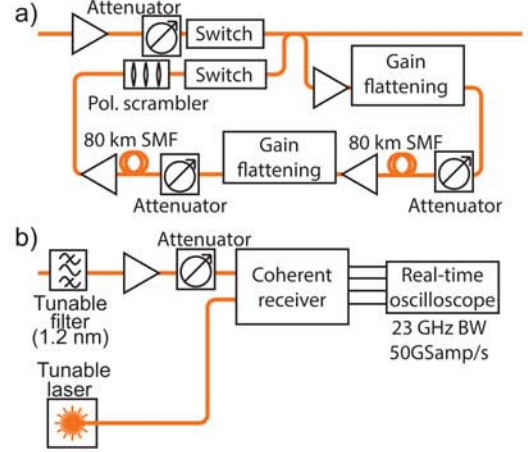 a)
Attenuator
Switch
Switch
Pol. scrambler
Gain
flattening
80 km SMF
Gain
flattening
80 km SMF
Attenuator
Attenuator
b)
Attenuator
Tunable
filter
(1.2 nm)
Coherent
receiver
Real-time
oscilloscope
23 GHz BW
50GSamp/s
Tunable
laser